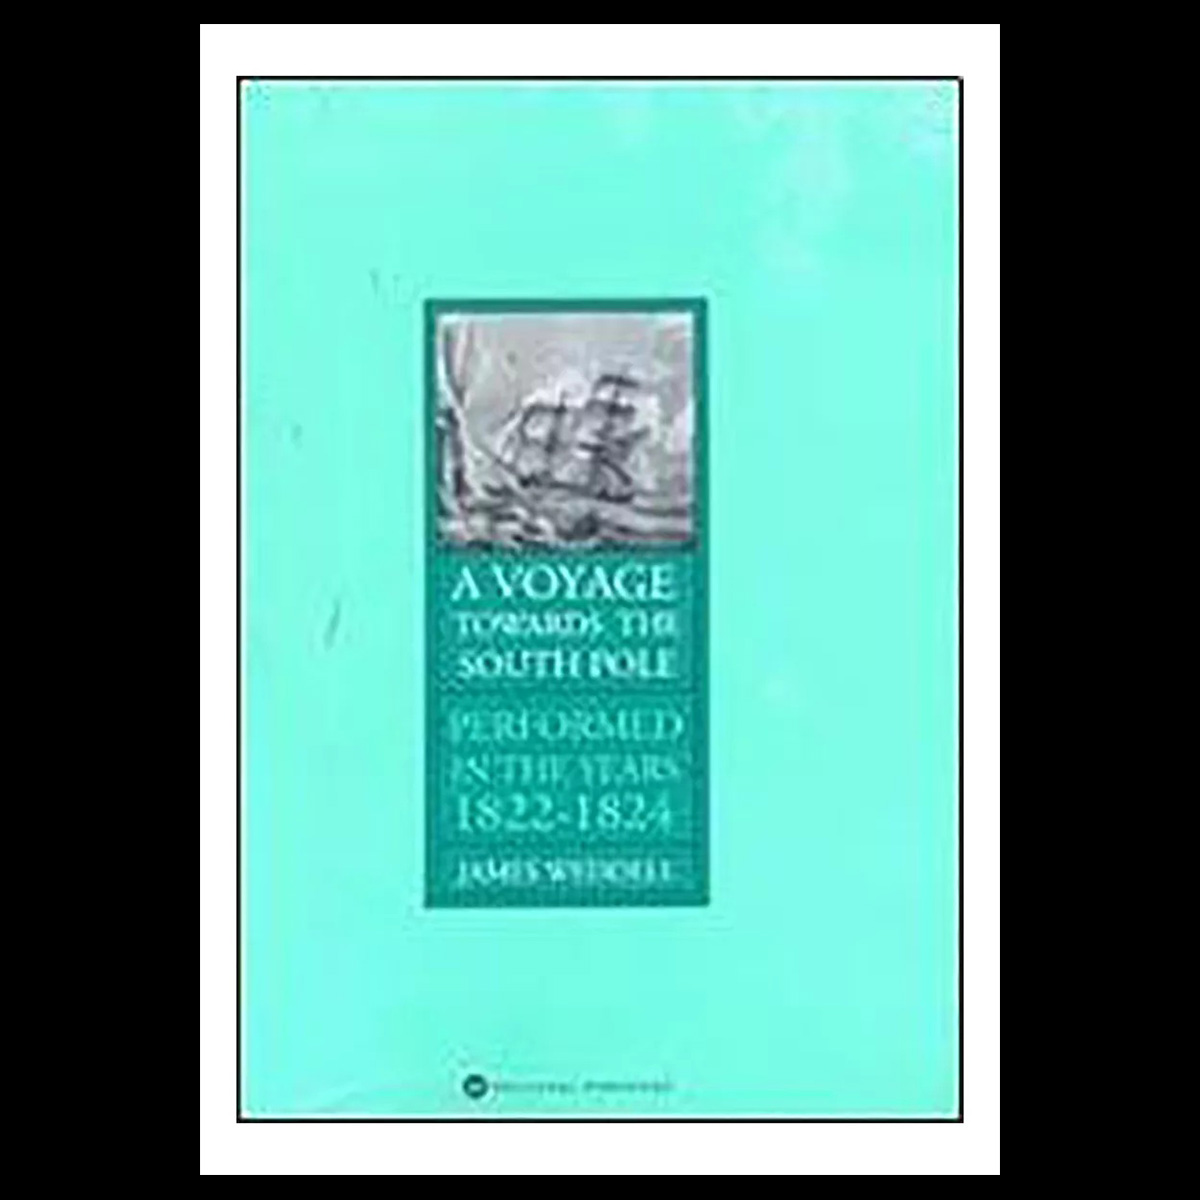 A VOYAGE
TOWARDS THE
SOUTH POLE
PERFORMED
IN THE YEARS
1822-1824
JAMES WEDDELL